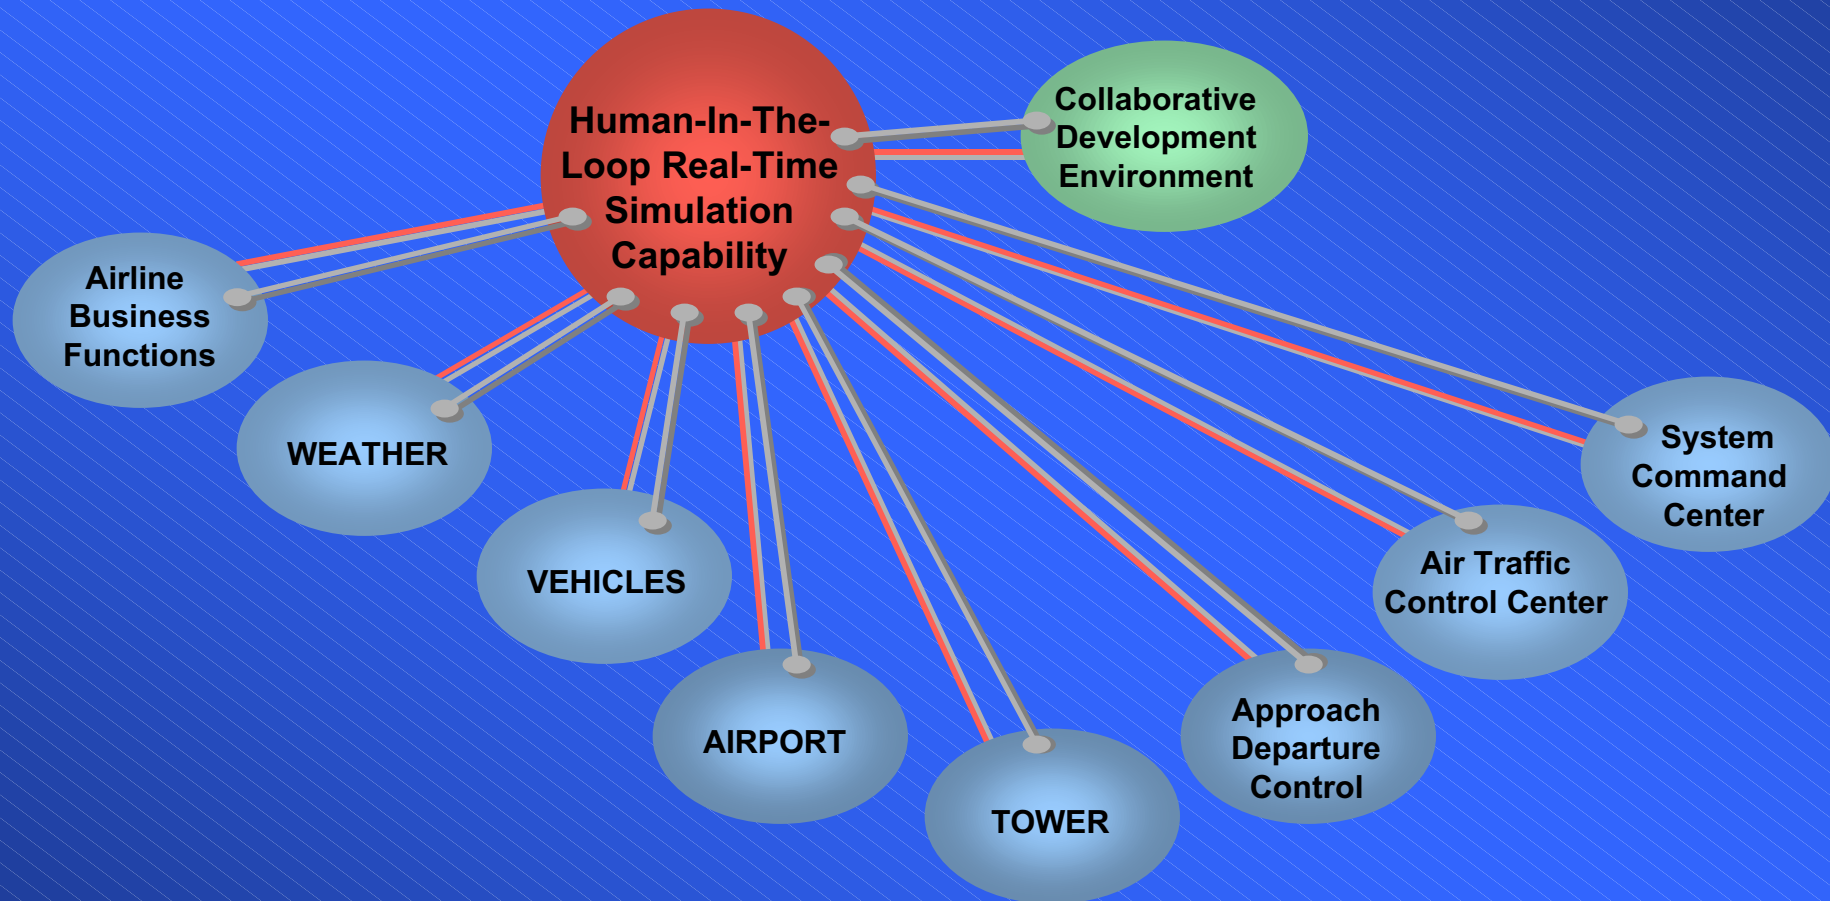 Human-In-The-
Loop Real-Time
Simulation
Capability
Collaborative
Development
Environment
Airline
Business
Functions
WEATHER
VEHICLES
AIRPORT
TOWER
Approach
Departure
Control
Air Traffic
Control Center
System
Command
Center